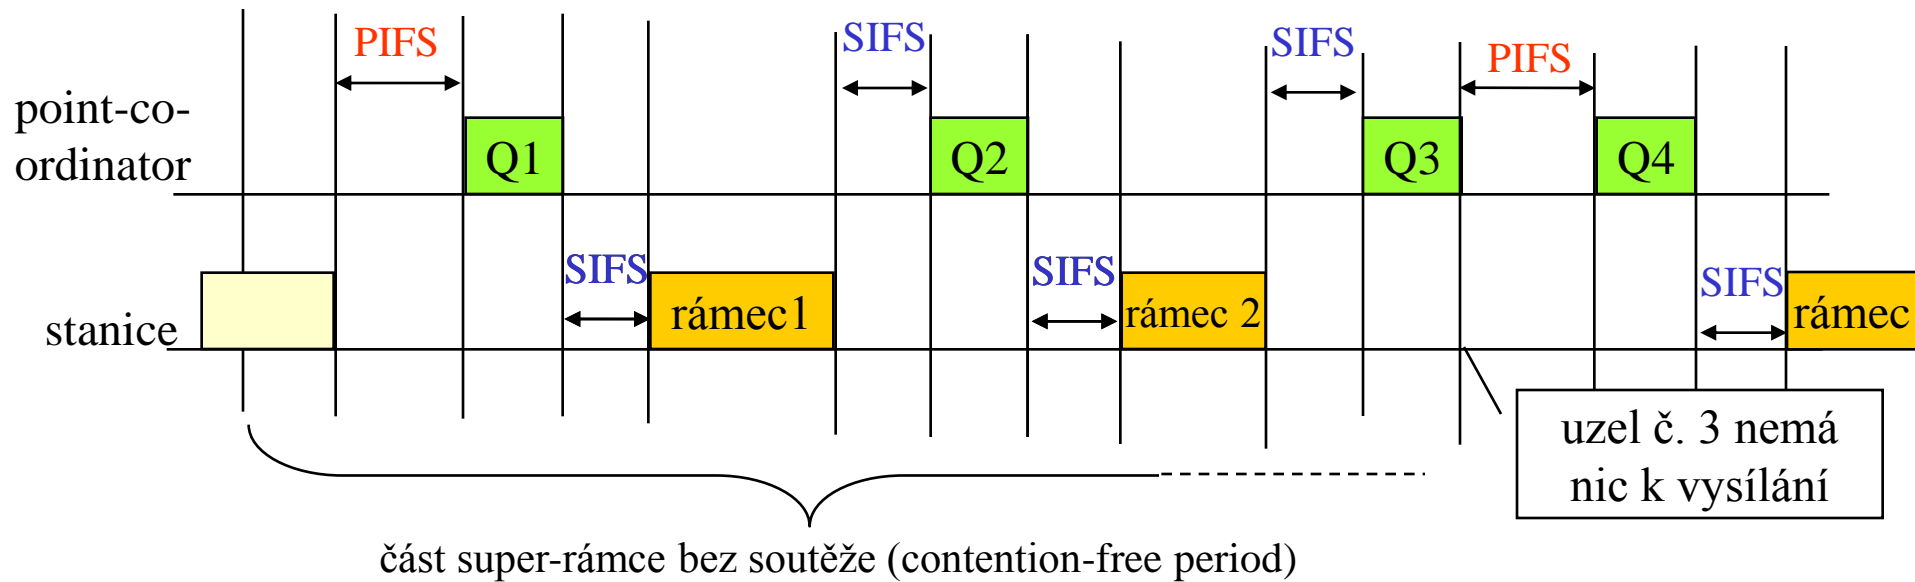 PIFS
SIFS
SIFS
PIFS
point-co-
ordinator
Q1
Q2
Q3
Q4
SIFS
SIFS
SIFS
stanice
rámec1
rámec 2
rámec
uzel č. 3 nemá
nic k vysílání
část super-rámce bez soutěže (contention-free period)